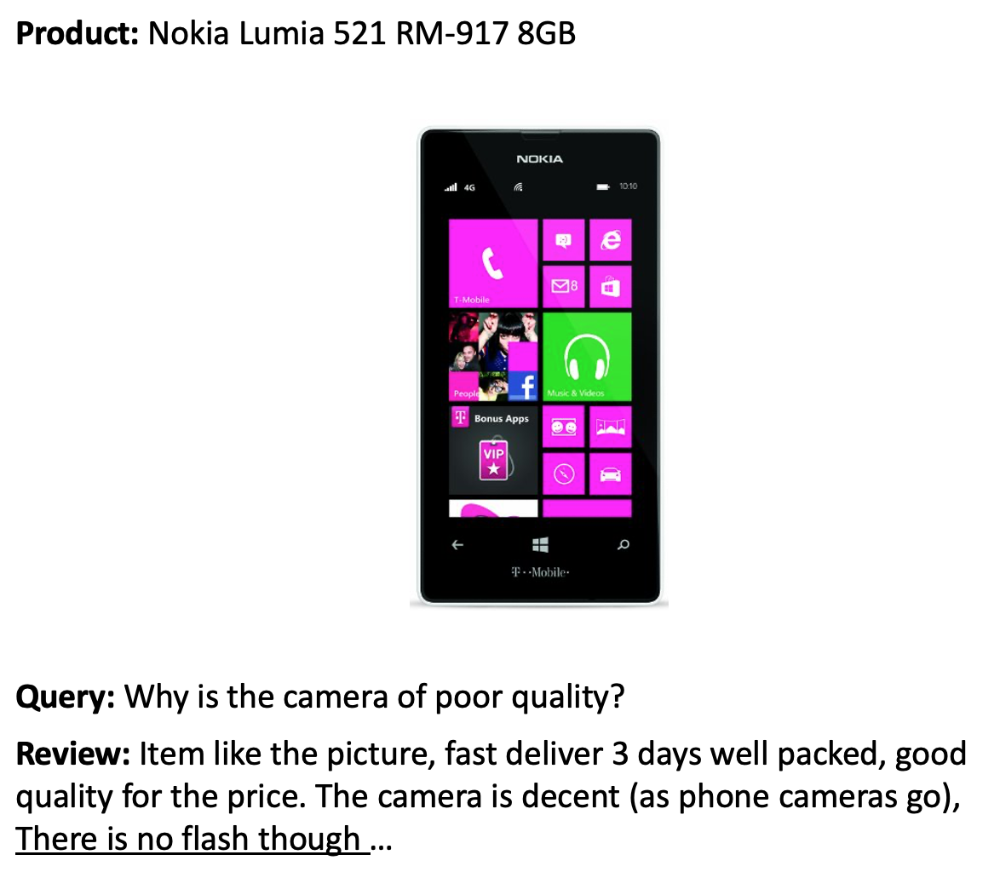 Product: Nokia Lumia 521 RM-917 8GB
NOKIA
4G 10:10
T-Mobile
8
People
f
Music & Videos
T Bonus Apps
VIP
T··Mobile·
Query: Why is the camera of poor quality?
Review: Item like the picture, fast deliver 3 days well packed, good
quality for the price. The camera is decent (as phone cameras go),
There is no flash though ...